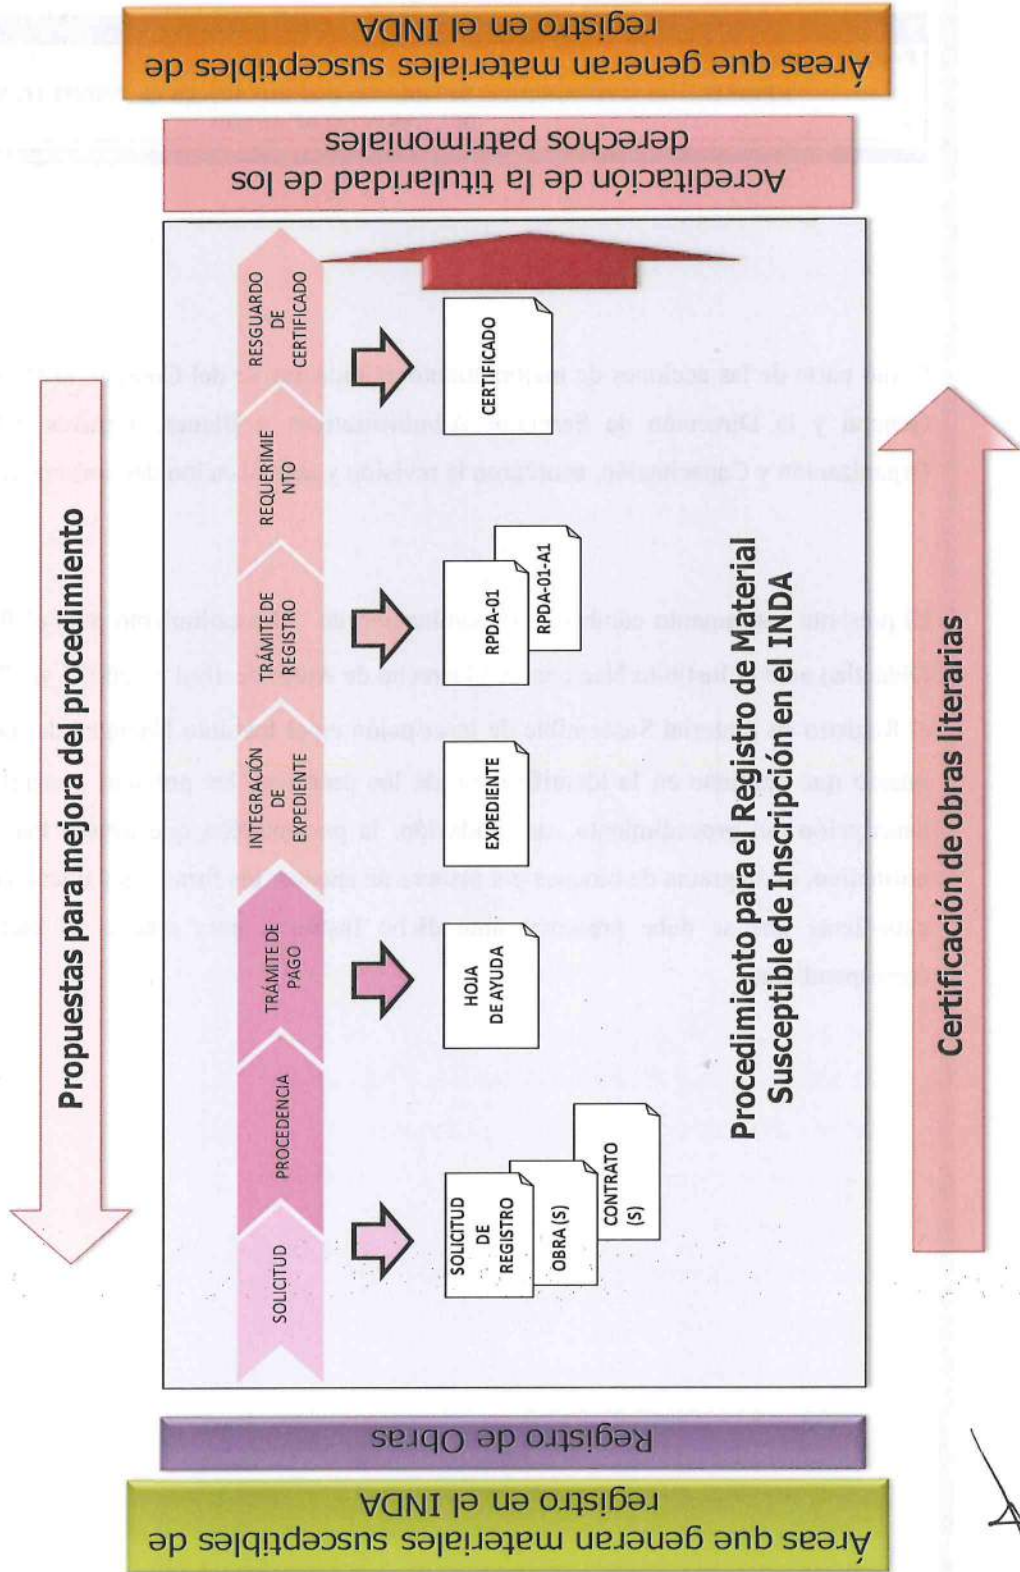 Propuestas para mejora del procedimiento
Áreas que generan materiales susceptibles de
registro en el INDA
Registro de Obras
SOLICITUD
PROCEDENCIA
TRÁMITE DE
PAGO
INTEGRACIÓN
DE
EXPEDIENTE
TRÁMITE DE
REGISTRO
REQUERIMIE
NTO
RESGUARDO
DE
CERTIFICADO
SOLICITUD
DE
REGISTRO
OBRA (S)
CONTRATO
(S)
HOJA
DE AYUDA
EXPEDIENTE
RPDA-01
RPDA-01-A1
CERTIFICADO
Procedimiento para el Registro de Material
Susceptible de Inscripción en el INDA
Acreditación de la titularidad de los
derechos patrimoniales
Áreas que generan materiales susceptibles de
registro en el INDA
Certificación de obras literarias